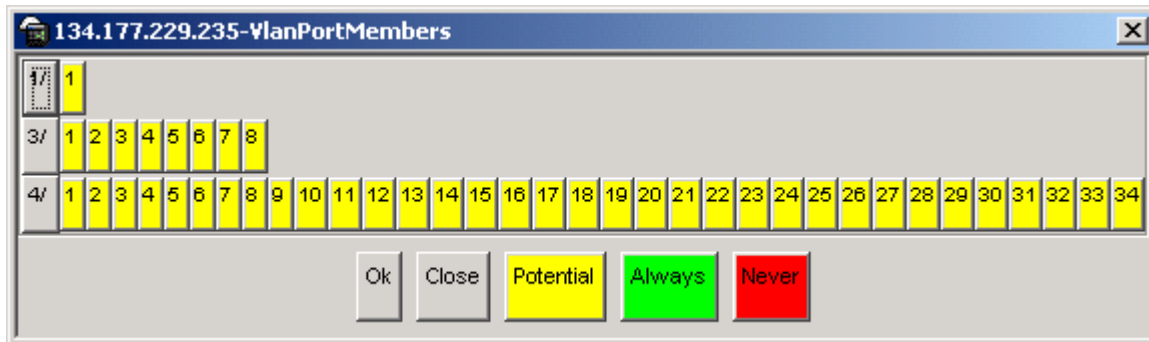 134.177.229.235-VlanPortMembers
1/ 1
3/ 1 2 3 4 5 6 7 8
4/ 1 2 3 4 5 6 7 8 9 10 11 12 13 14 15 16 17 18 19 20 21 22 23 24 25 26 27 28 29 30 31 32 33 34
Ok Close Potential Always Never